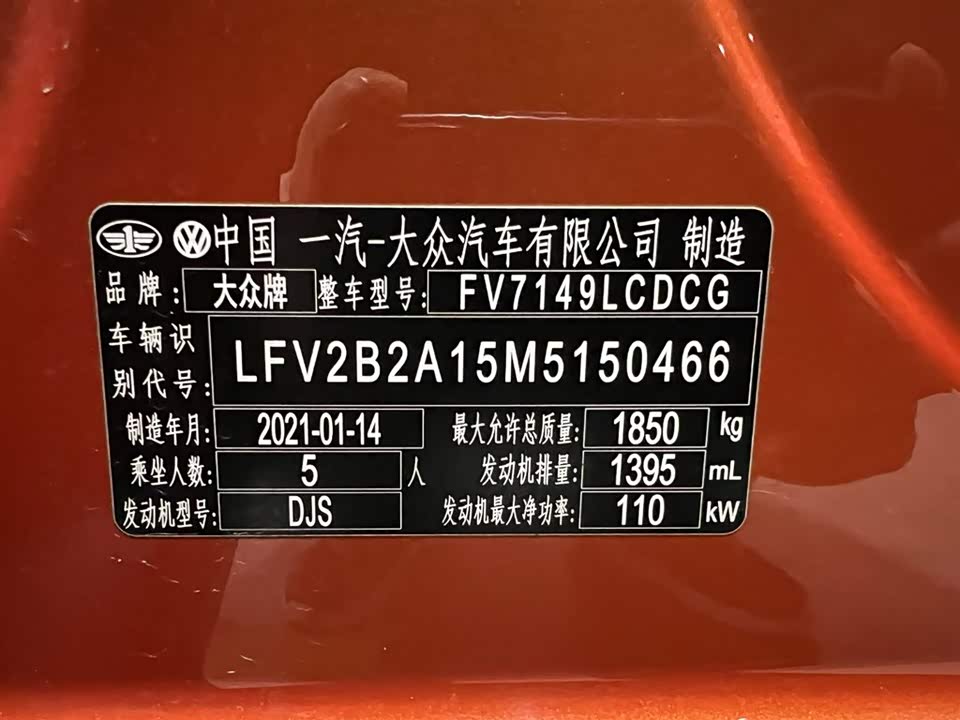 中国 一汽-大众汽车有限公司 制造
品牌: 大众牌 整车型号: FV7149LCDCG
车辆识别代号: LFV2B2A15M5150466
制造年月: 2021-01-14 最大允许总质量: 1850 kg
乘坐人数: 5 人 发动机排量: 1395 mL
发动机型号: DJS 发动机最大净功率: 110 kW